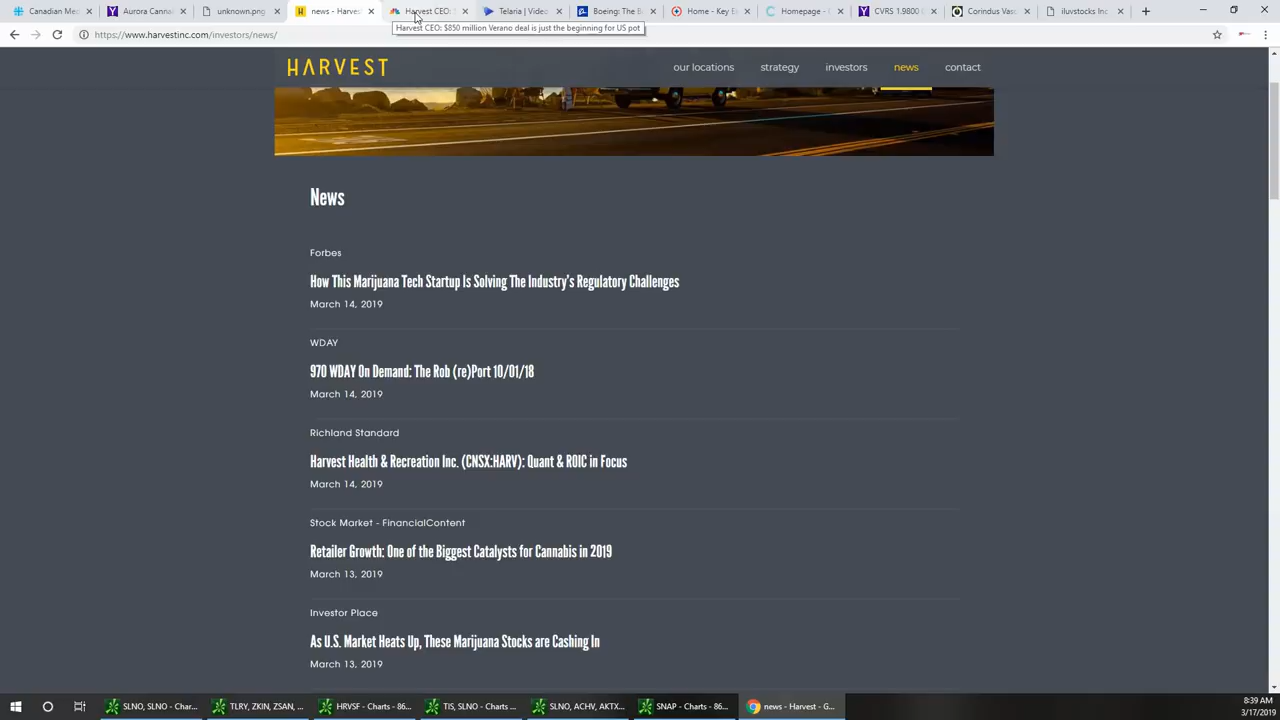 Canadian Me
Aurora Canna
unknown.png
news - Harves
Harvest CEO:
Telaria | Video
Boeing: The B
Home - Key
Homepage -
CVRS 1.9800
Corindus Vasc
iluvstocks Inc
Harvest CEO: $850 million Verano deal is just the beginning for US pot
https://www.harvestinc.com/investors/news/
HARVEST
our locations
strategy
investors
news
contact
News
Forbes
How This Marijuana Tech Startup Is Solving The Industry's Regulatory Challenges
March 14, 2019
WDAY
970 WDAY On Demand: The Rob (re)Port 10/01/18
March 14, 2019
Richland Standard
Harvest Health & Recreation Inc. (CNSX:HARV): Quant & ROIC in Focus
March 14, 2019
Stock Market - FinancialContent
Retailer Growth: One of the Biggest Catalysts for Cannabis in 2019
March 13, 2019
Investor Place
As U.S. Market Heats Up, These Marijuana Stocks are Cashing In
March 13, 2019
SLNO, SLNO - Char...
TLRY, ZKIN, ZSAN, ...
HRVSF - Charts - 86...
TIS, SLNO - Charts ...
SLNO, ACHV, AKTX...
SNAP - Charts - 86...
news - Harvest - G...
8:39 AM
3/17/2019